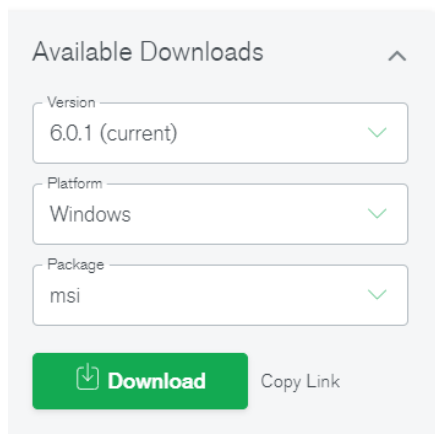 Available Downloads
Version
6.0.1 (current)
Platform
Windows
Package
msi
Download
Copy Link